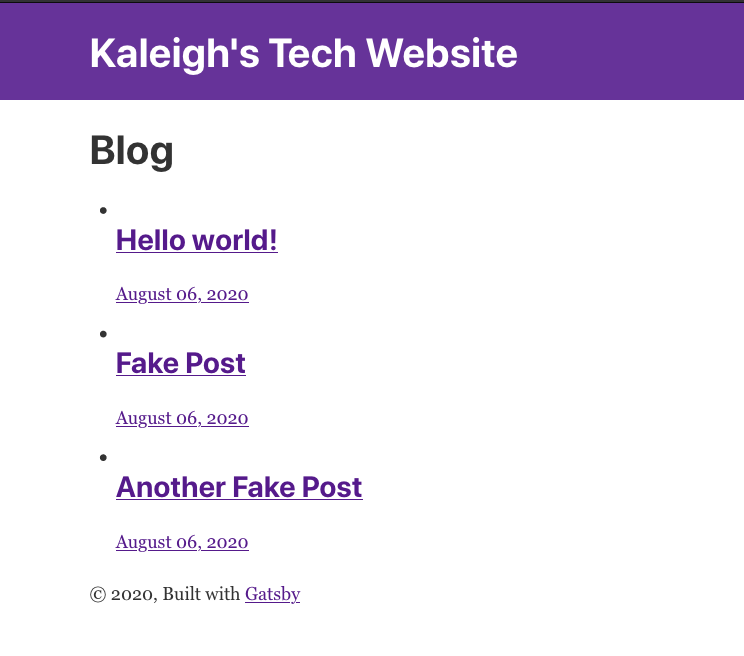 Kaleigh's Tech Website
Blog
Hello world!
August 06, 2020
Fake Post
August 06, 2020
Another Fake Post
August 06, 2020
© 2020, Built with Gatsby